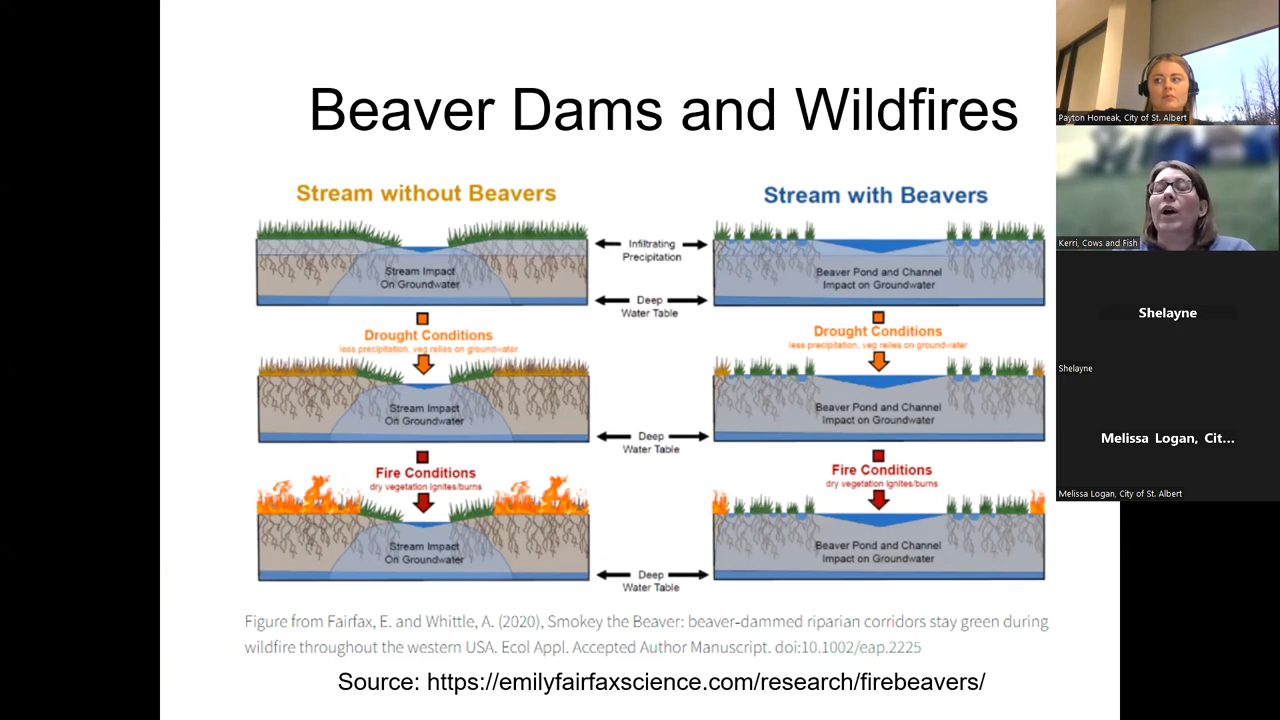 Beaver Dams and Wildfires
Stream without Beavers
Stream with Beavers
Infiltrating
Precipitation
Stream Impact
On Groundwater
Beaver Pond and Channel
Impact on Groundwater
Deep
Water Table
Drought Conditions
less precipitation, veg relies on groundwater
Drought Conditions
less precipitation, veg relies on groundwater
Stream Impact
On Groundwater
Beaver Pond and Channel
Impact on Groundwater
Deep
Water Table
Fire Conditions
dry vegetation ignites/burns
Fire Conditions
dry vegetation ignites/burns
Stream Impact
On Groundwater
Beaver Pond and Channel
Impact on Groundwater
Deep
Water Table
Figure from Fairfax, E. and Whittle, A. (2020), Smokey the Beaver: beaver-dammed riparian corridors stay green during
wildfire throughout the western USA. Ecol Appl. Accepted Author Manuscript. doi:10.1002/eap.2225
Source: https://emilyfairfaxscience.com/research/firebeavers/
Payton Homeak, City of St. Albert
Kerri, Cows and Fish
Shelayne
Shelayne
Melissa Logan, Cit...
Melissa Logan, City of St. Albert